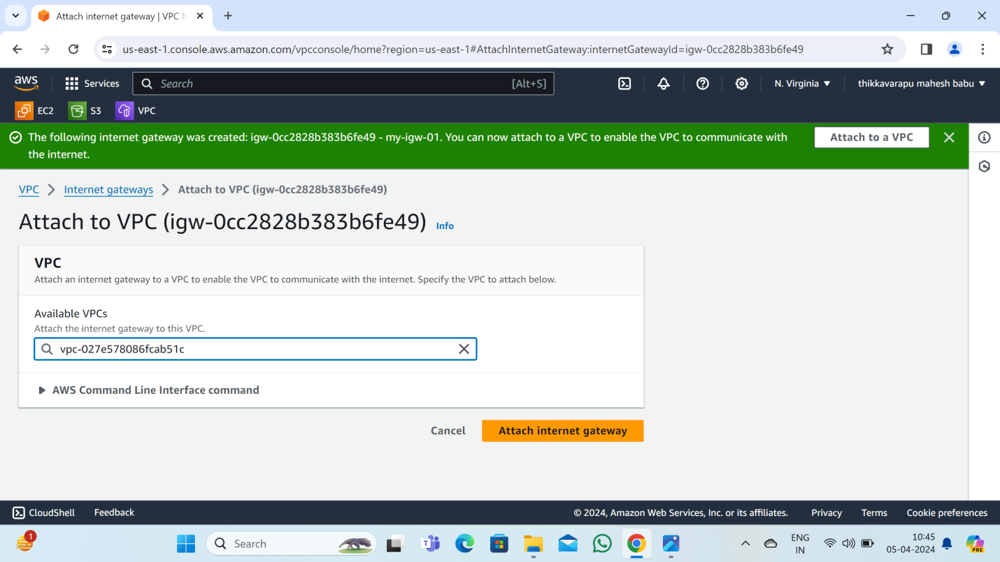 Attach internet gateway | VPC
us-east-1.console.aws.amazon.com/vpcconsole/home?region=us-east-1#AttachInternetGateway:internetGatewayId=igw-0cc2828b383b6fe49
aws
Services
Search
[Alt+S]
N. Virginia
thikkavarapu mahesh babu
EC2
S3
VPC
The following internet gateway was created: igw-0cc2828b383b6fe49 - my-igw-01. You can now attach to a VPC to enable the VPC to communicate with
the internet.
Attach to a VPC
VPC
Internet gateways
Attach to VPC (igw-0cc2828b383b6fe49)
Attach to VPC (igw-0cc2828b383b6fe49)
Info
VPC
Attach an internet gateway to a VPC to enable the VPC to communicate with the internet. Specify the VPC to attach below.
Available VPCs
Attach the internet gateway to this VPC.
vpc-027e578086fcab51c
AWS Command Line Interface command
Cancel
Attach internet gateway
CloudShell
Feedback
© 2024, Amazon Web Services, Inc. or its affiliates.
Privacy
Terms
Cookie preferences
1
Search
ENG
IN
10:45
05-04-2024
PRE